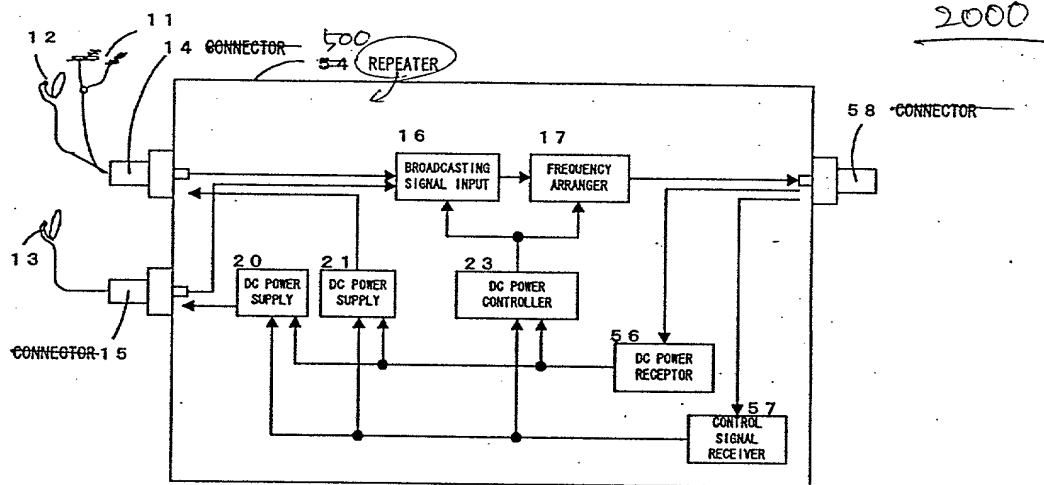 2000
11
12
14 CONNECTOR
500
54 REPEATER
58 CONNECTOR
16
17
BROADCASTING
SIGNAL INPUT
FREQUENCY
ARRANGER
13
20
21
23
DC POWER
SUPPLY
DC POWER
SUPPLY
DC POWER
CONTROLLER
CONNECTOR 15
56
DC POWER
RECEPTOR
57
CONTROL
SIGNAL
RECEIVER